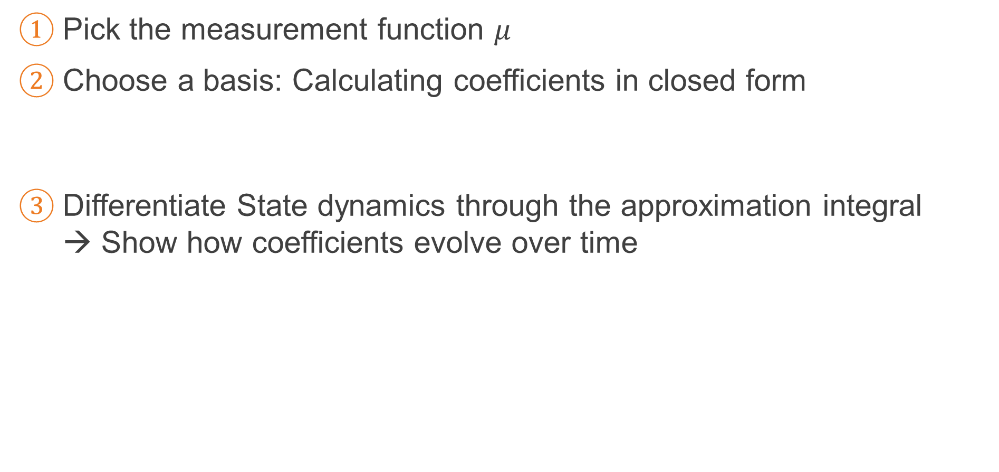 ① Pick the measurement function μ
② Choose a basis: Calculating coefficients in closed form
③ Differentiate State dynamics through the approximation integral
→ Show how coefficients evolve over time